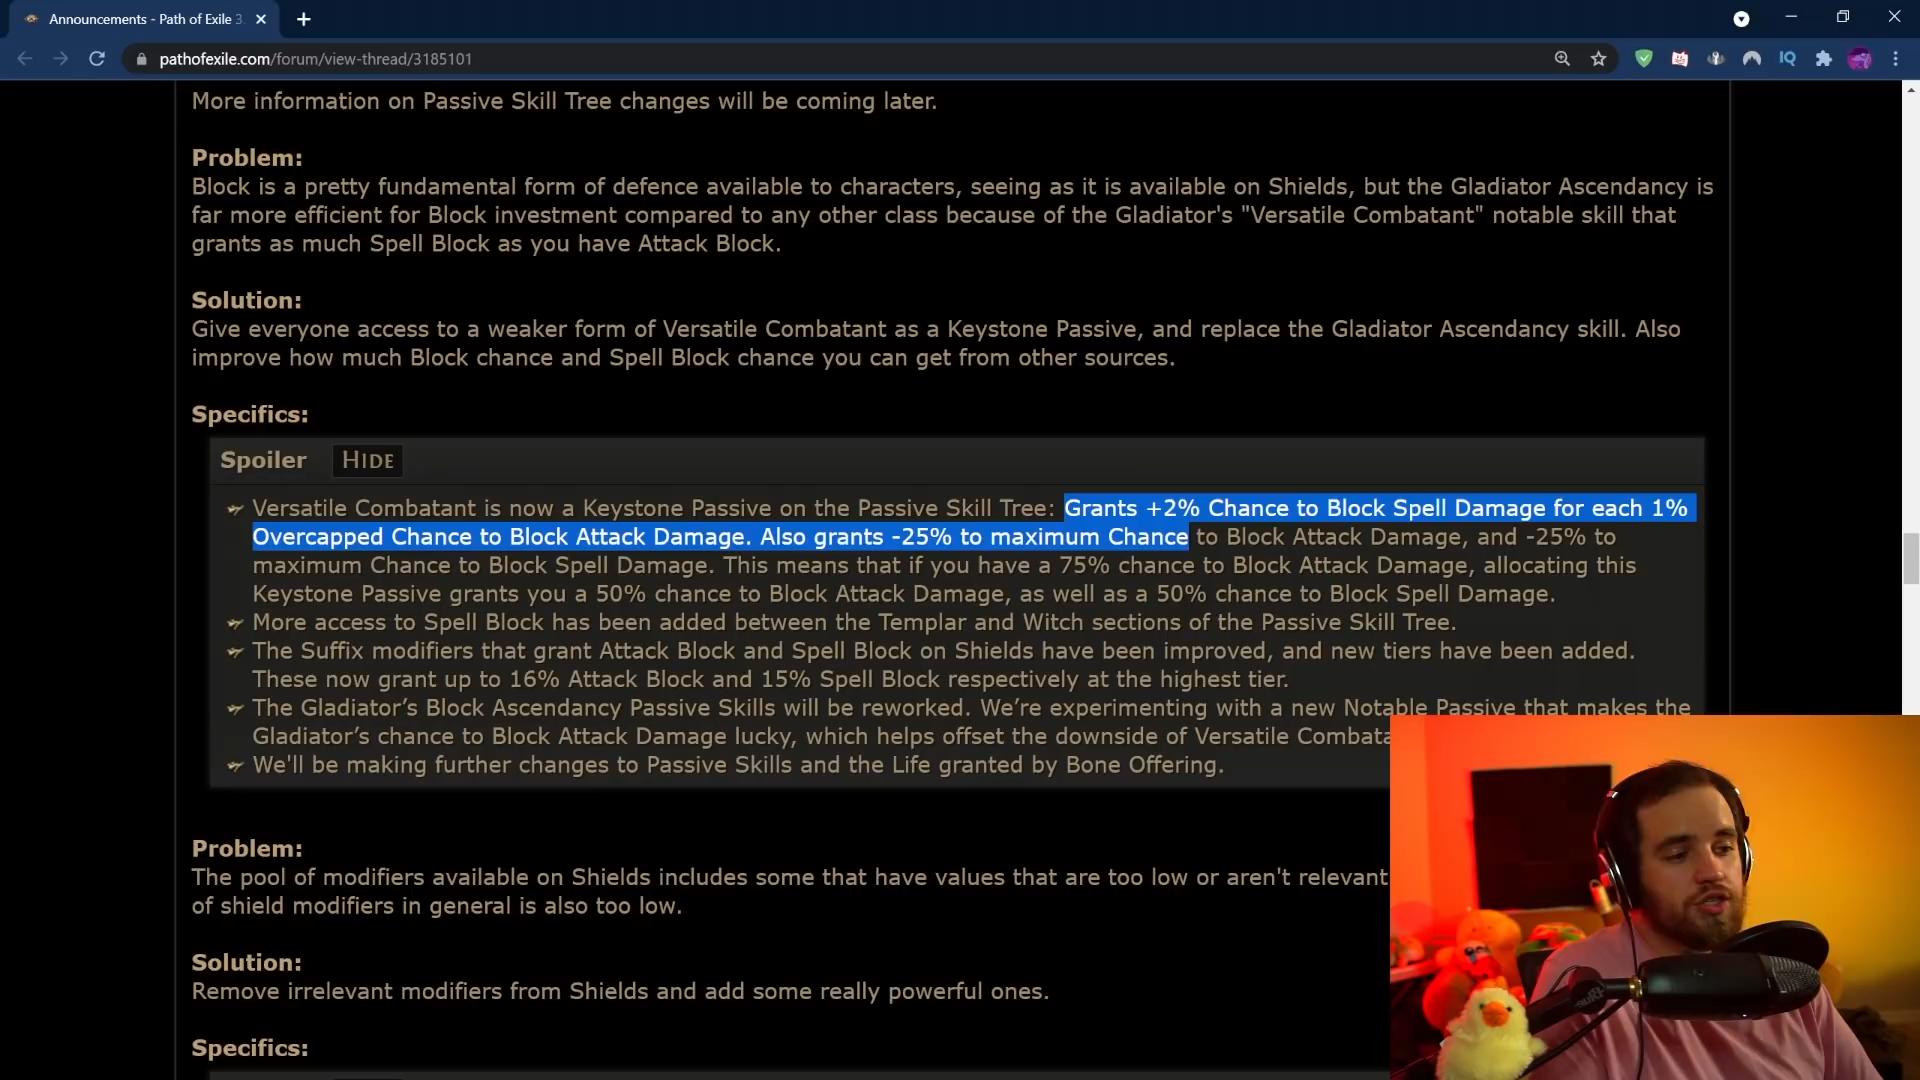 Announcements - Path of Exile 3.
pathofexile.com/forum/view-thread/3185101
IQ
More information on Passive Skill Tree changes will be coming later.
Problem:
Block is a pretty fundamental form of defence available to characters, seeing as it is available on Shields, but the Gladiator Ascendancy is
far more efficient for Block investment compared to any other class because of the Gladiator's "Versatile Combatant" notable skill that
grants as much Spell Block as you have Attack Block.
Solution:
Give everyone access to a weaker form of Versatile Combatant as a Keystone Passive, and replace the Gladiator Ascendancy skill. Also
improve how much Block chance and Spell Block chance you can get from other sources.
Specifics:
Spoiler HIDE
Versatile Combatant is now a Keystone Passive on the Passive Skill Tree: Grants +2% Chance to Block Spell Damage for each 1%
Overcapped Chance to Block Attack Damage. Also grants -25% to maximum Chance to Block Attack Damage, and -25% to
maximum Chance to Block Spell Damage. This means that if you have a 75% chance to Block Attack Damage, allocating this
Keystone Passive grants you a 50% chance to Block Attack Damage, as well as a 50% chance to Block Spell Damage.
More access to Spell Block has been added between the Templar and Witch sections of the Passive Skill Tree.
The Suffix modifiers that grant Attack Block and Spell Block on Shields have been improved, and new tiers have been added.
These now grant up to 16% Attack Block and 15% Spell Block respectively at the highest tier.
The Gladiator’s Block Ascendancy Passive Skills will be reworked. We’re experimenting with a new Notable Passive that makes the
Gladiator’s chance to Block Attack Damage lucky, which helps offset the downside of Versatile Combata
We'll be making further changes to Passive Skills and the Life granted by Bone Offering.
Problem:
The pool of modifiers available on Shields includes some that have values that are too low or aren't relevant
of shield modifiers in general is also too low.
Solution:
Remove irrelevant modifiers from Shields and add some really powerful ones.
Specifics: